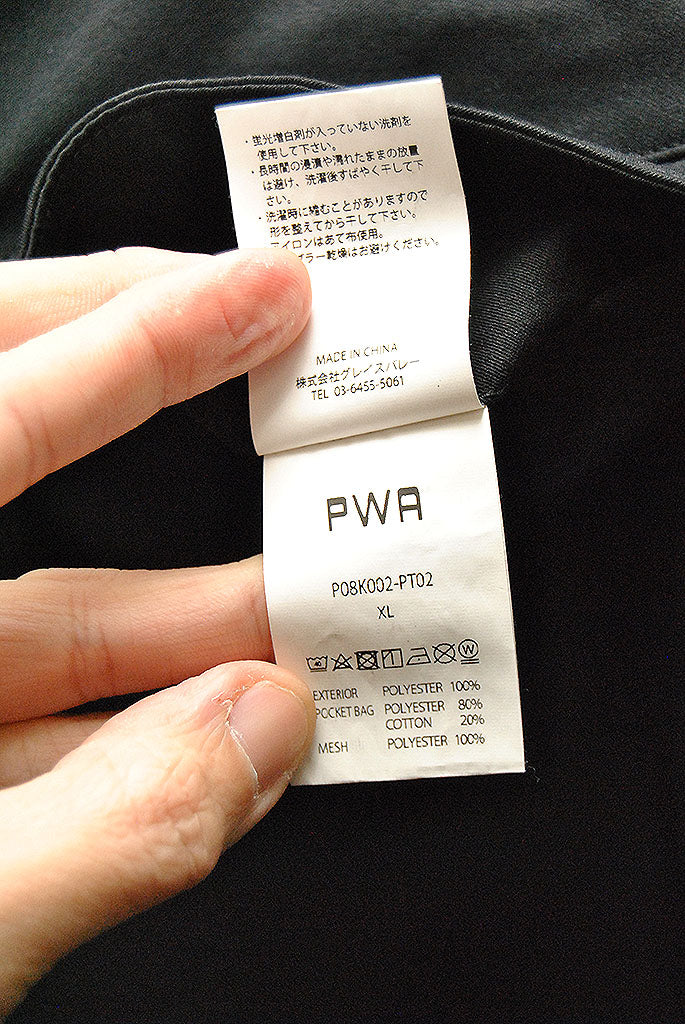 ・蛍光増白剤が入っていない洗剤を
使用して下さい。
・長時間の浸漬や濡れたままの放置
は避け、洗濯後すばやく干して下
さい。
・洗濯時に縮むことがありますので
形を整えてから干して下さい。
イロンはあて布使用。
ブラー乾燥はお避けください。
MADE IN CHINA
株式会社グレイスバレー
TEL 03-6455-5061
PWA
P08K002-PT02
XL
EXTERIOR POLYESTER 100%
POCKET BAG POLYESTER 80%
COTTON 20%
MESH POLYESTER 100%